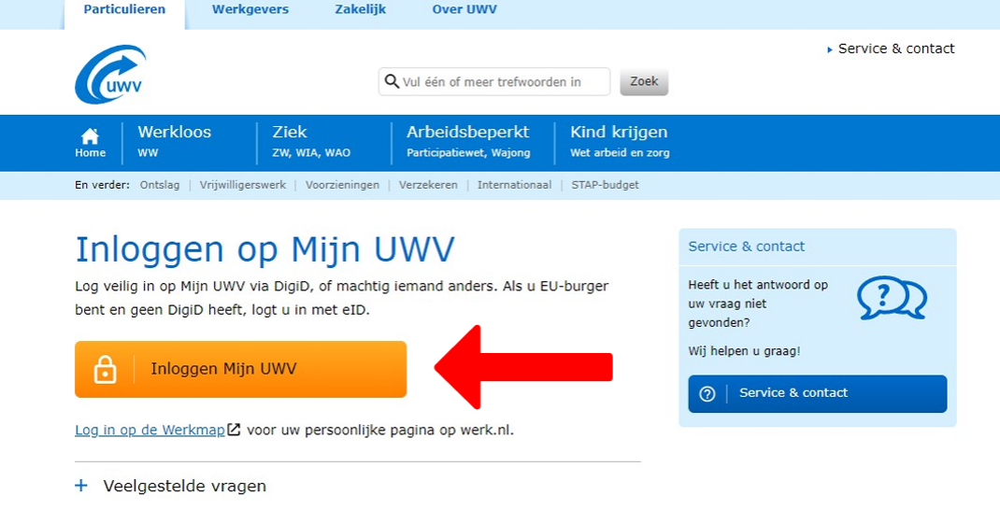 Particulieren Werkgevers Zakelijk Over UWV
Service & contact
uwv
Vul één of meer trefwoorden in Zoek
Home
Werkloos Ziek Arbeidsbeperkt Kind krijgen
WW ZW, WIA, WAO Participatiewet, Wajong Wet arbeid en zorg
En verder: Ontslag Vrijwilligerswerk Voorzieningen Verzekeren Internationaal STAP-budget
Inloggen op Mijn UWV
Log veilig in op Mijn UWV via DigiD, of machtig iemand anders. Als u EU-burger
bent en geen DigiD heeft, logt u in met eID.
Inloggen Mijn UWV
Log in op de Werkmap voor uw persoonlijke pagina op werk.nl.
Veelgestelde vragen
Service & contact
Heeft u het antwoord op
uw vraag niet
gevonden?
Wij helpen u graag!
Service & contact